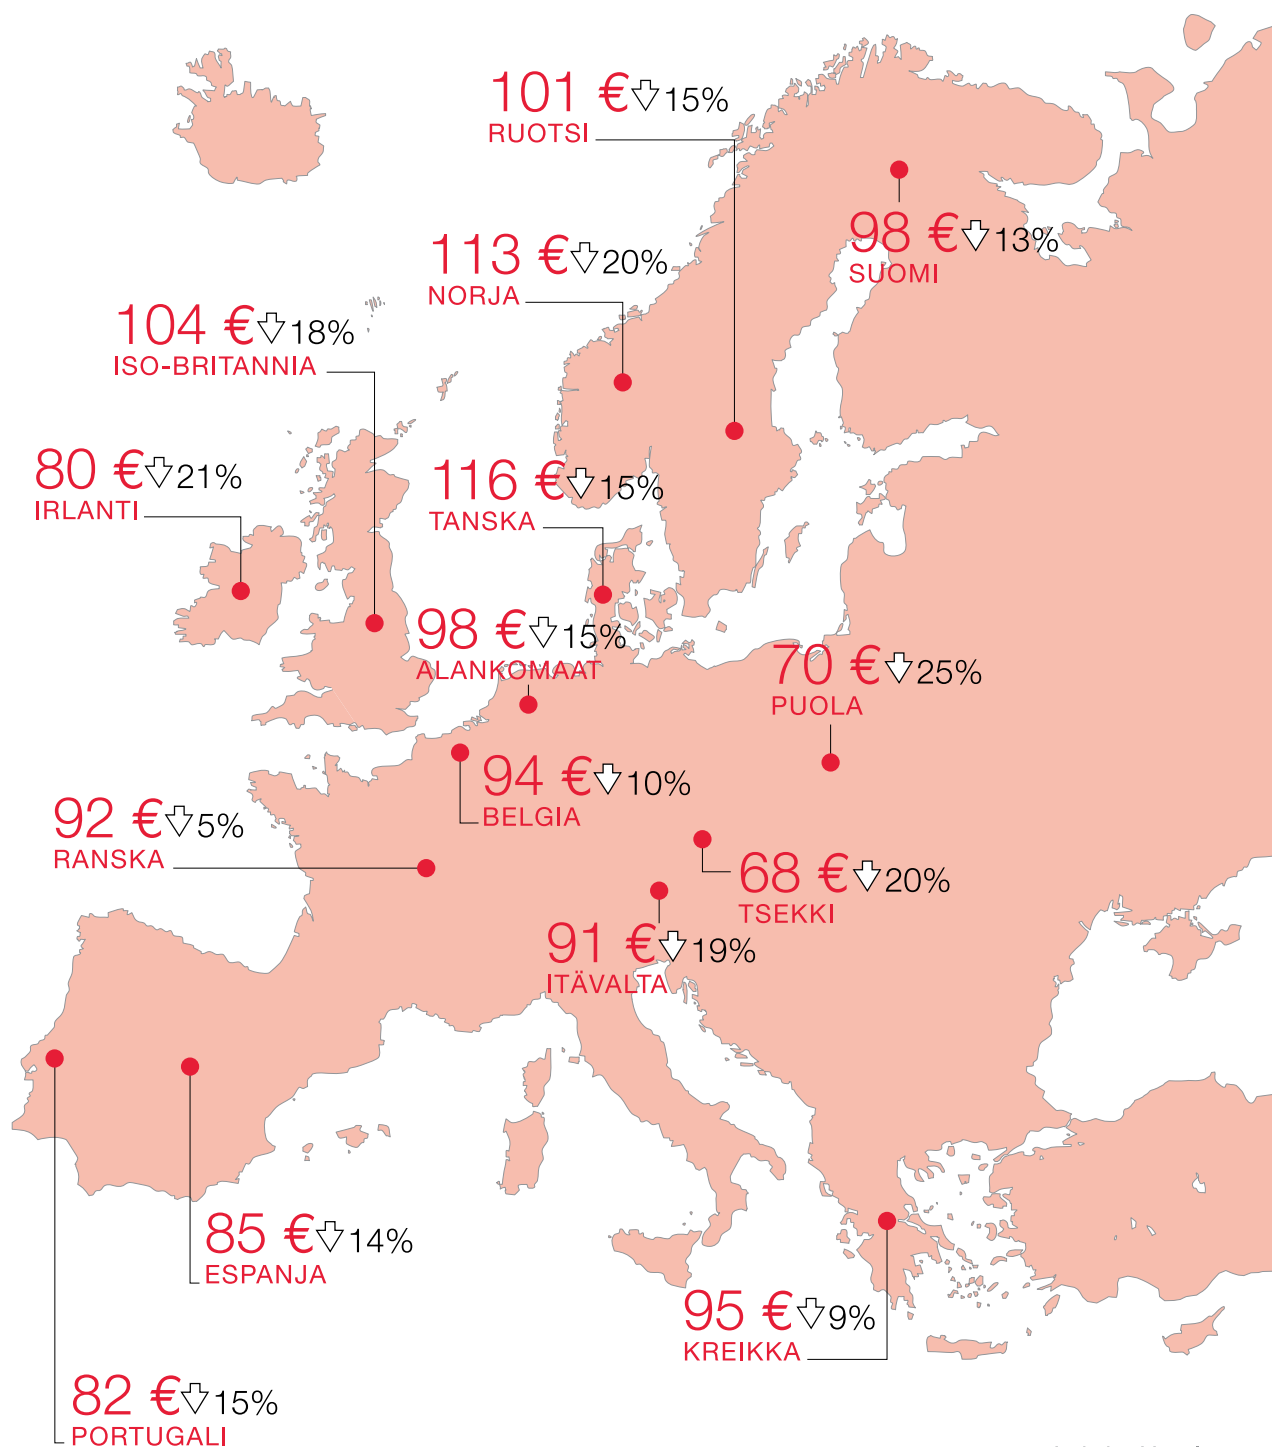 101 € 15%
RUOTSI
98 € 13%
SUOMI
113 € 20%
NORJA
104 € 18%
ISO-BRITANNIA
80 € 21%
IRLANTI
116 € 15%
TANSKA
98 € 15%
ALANKOMAAT
70 € 25%
PUOLA
94 € 10%
BELGIA
92 € 5%
RANSKA
68 € 20%
TSEKKI
91 € 19%
ITÄVALTA
85 € 14%
ESPANJA
95 € 9%
KREIKKA
82 € 15%
PORTUGALI